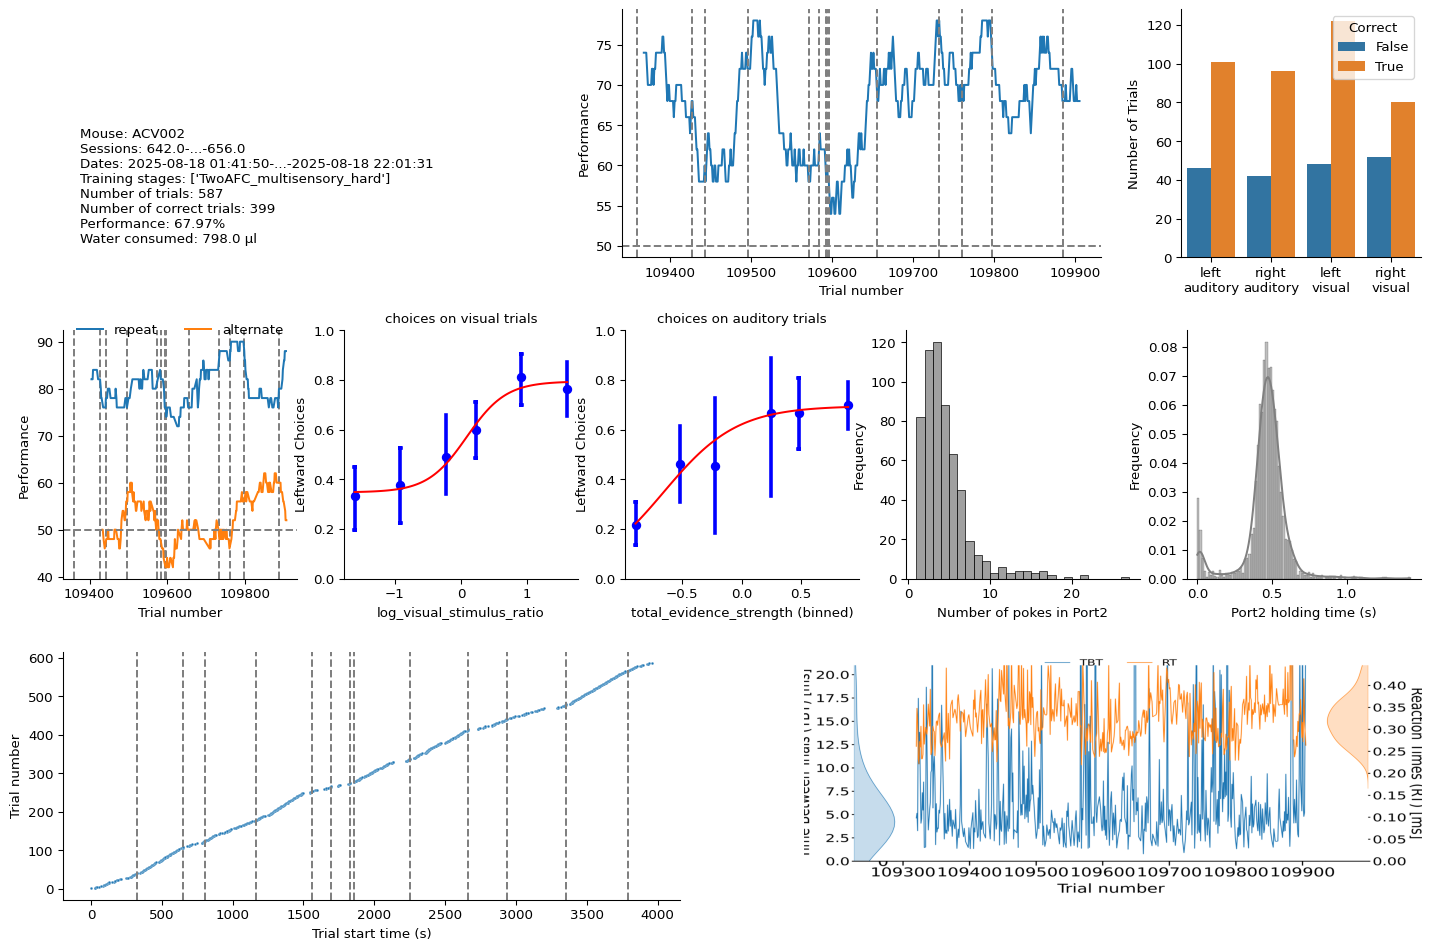 Mouse: ACV002
Sessions: 642.0-...-656.0
Dates: 2025-08-18 01:41:50-...-2025-08-18 22:01:31
Training stages: ['TwoAFC_multisensory_hard']
Number of trials: 587
Number of correct trials: 399
Performance: 67.97%
Water consumed: 798.0 µl
Performance
75
70
65
60
55
50
109400 109500 109600 109700 109800 109900
Trial number
Number of Trials
120
100
80
60
40
20
0
Correct
False
True
left auditory
right auditory
left visual
right visual
repeat alternate
Performance
90
80
70
60
50
40
109400 109600 109800
Trial number
choices on visual trials
Leftward Choices
1.0
0.8
0.6
0.4
0.2
0.0
−1 0 1
log_visual_stimulus_ratio
choices on auditory trials
Leftward Choices
1.0
0.8
0.6
0.4
0.2
0.0
−0.5 0.0 0.5
total_evidence_strength (binned)
Frequency
120
100
80
60
40
20
0
0 10 20
Number of pokes in Port2
Frequency
0.08
0.07
0.06
0.05
0.04
0.03
0.02
0.01
0.00
0.0 0.5 1.0
Port2 holding time (s)
Trial number
600
500
400
300
200
100
0
0 500 1000 1500 2000 2500 3000 3500 4000
Trial start time (s)
TBT RT
20.0
17.5
15.0
12.5
10.0
7.5
5.0
2.5
0.0
0.40
0.35
0.30
0.25
0.20
0.15
0.10
0.05
0.00
Reaction Times (RT) [ms]
0
109300 109400 109500 109600 109700 109800 109900
Trial number